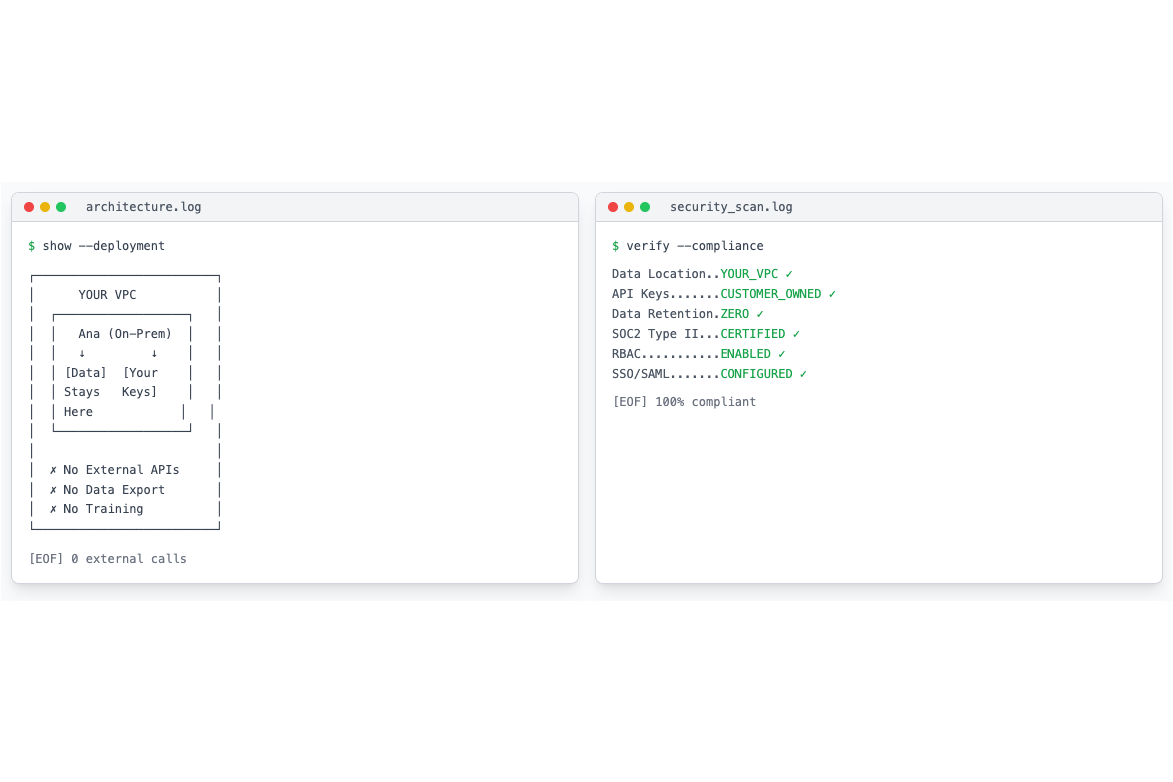 architecture.log
$ show --deployment
YOUR VPC
Ana (On-Prem)
↓ ↓
[Data] [Your
Stays Keys]
Here
✗ No External APIs
✗ No Data Export
✗ No Training
[EOF] 0 external calls
security_scan.log
$ verify --compliance
Data Location..YOUR_VPC ✓
API Keys.......CUSTOMER_OWNED ✓
Data Retention.ZERO ✓
SOC2 Type II...CERTIFIED ✓
RBAC...........ENABLED ✓
SSO/SAML.......CONFIGURED ✓
[EOF] 100% compliant